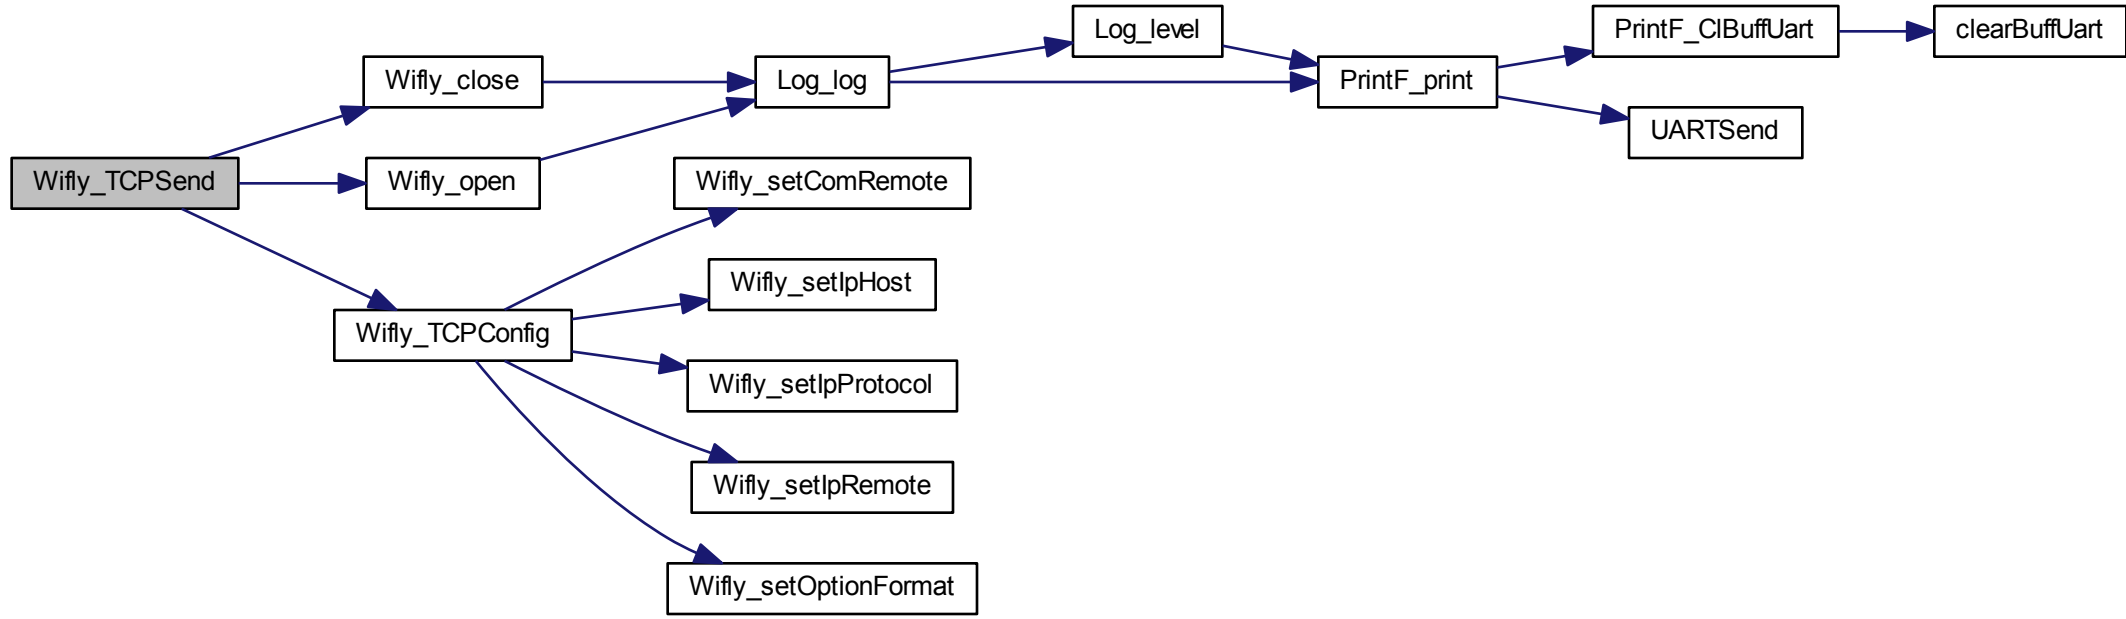 Wifly_TCPSend
Wifly_close
Wifly_open
Wifly_TCPConfig
Log_log
Wifly_setComRemote
Wifly_setIpHost
Wifly_setIpProtocol
Wifly_setIpRemote
Wifly_setOptionFormat
Log_level
PrintF_print
PrintF_ClBuffUart
UARTSend
clearBuffUart